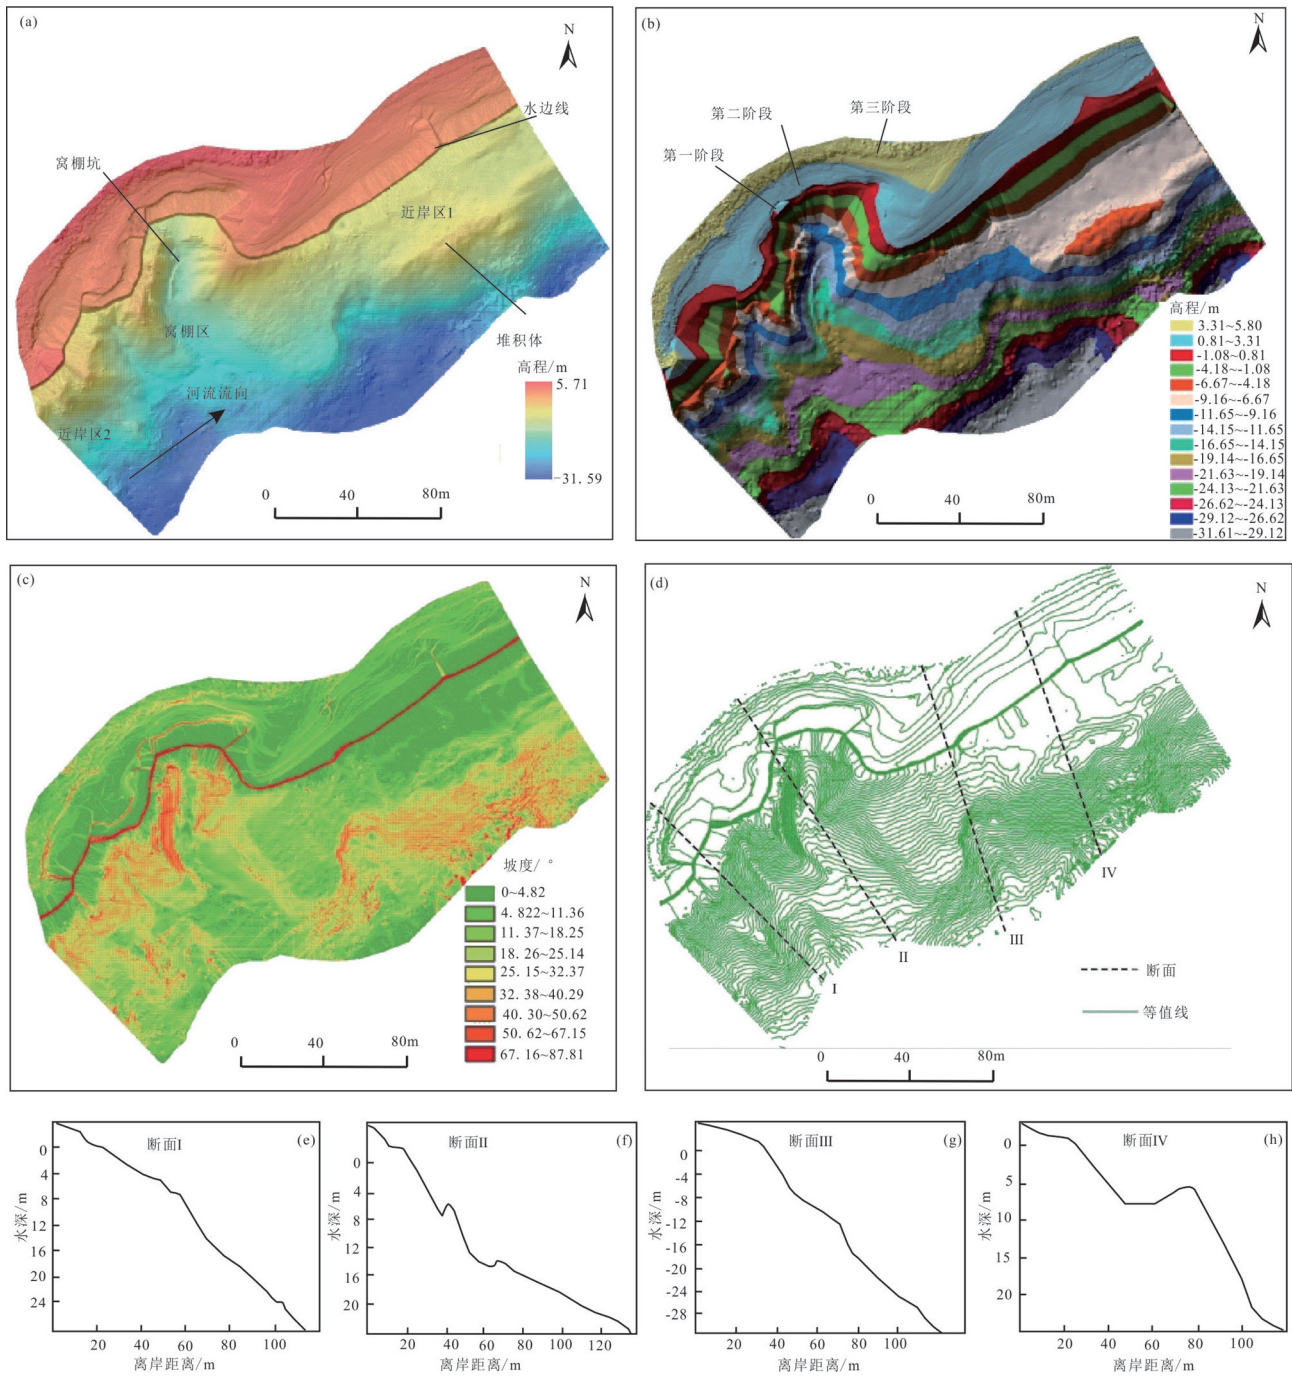 (a)
N
水边线
窝棚坑
近岸区1
窝棚区
堆积体
高程/m
5.71
-31.59
河流流向
近岸区2
0 40 80m
(b)
N
第三阶段
第二阶段
第一阶段
高程/m
3.31~5.80
0.81~3.31
-1.08~0.81
-4.18~-1.08
-6.67~-4.18
-9.16~-6.67
-11.65~-9.16
-14.15~-11.65
-16.65~-14.15
-19.14~-16.65
-21.63~-19.14
-24.13~-21.63
-26.62~-24.13
-29.12~-26.62
-31.61~-29.12
0 40 80m
(c)
N
坡度/°
0~4.82
4.822~11.36
11.37~18.25
18.26~25.14
25.15~32.37
32.38~40.29
40.30~50.62
50.62~67.15
67.16~87.81
0 40 80m
(d)
N
I
II
III
IV
断面
等值线
0 40 80m
断面I (e)
水深/m
0
4
8
12
16
20
24
20 40 60 80 100
离岸距离/m
断面II (f)
水深/m
0
4
8
12
16
20
20 40 60 80 100 120
离岸距离/m
断面III (g)
水深/m
0
-4
-8
-12
-16
-20
-24
-28
20 40 60 80 100 120
离岸距离/m
断面IV (h)
水深/m
0
5
10
15
20
20 40 60 80 100
离岸距离/m